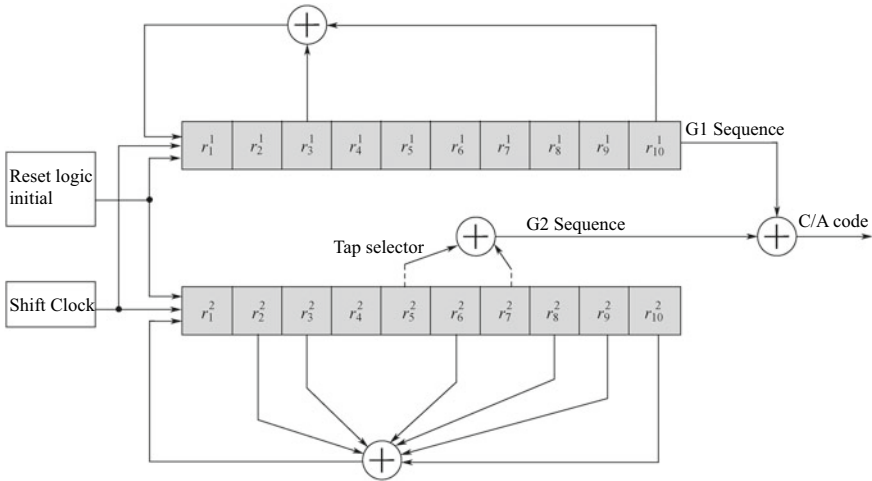 r₁¹ r₂¹ r₃¹ r₄¹ r₅¹ r₆¹ r₇¹ r₈¹ r₉¹ r₁₀¹
G1 Sequence
Reset logic
initial
C/A code
G2 Sequence
Tap selector
Shift Clock
r₁² r₂² r₃² r₄² r₅² r₆² r₇² r₈² r₉² r₁₀²